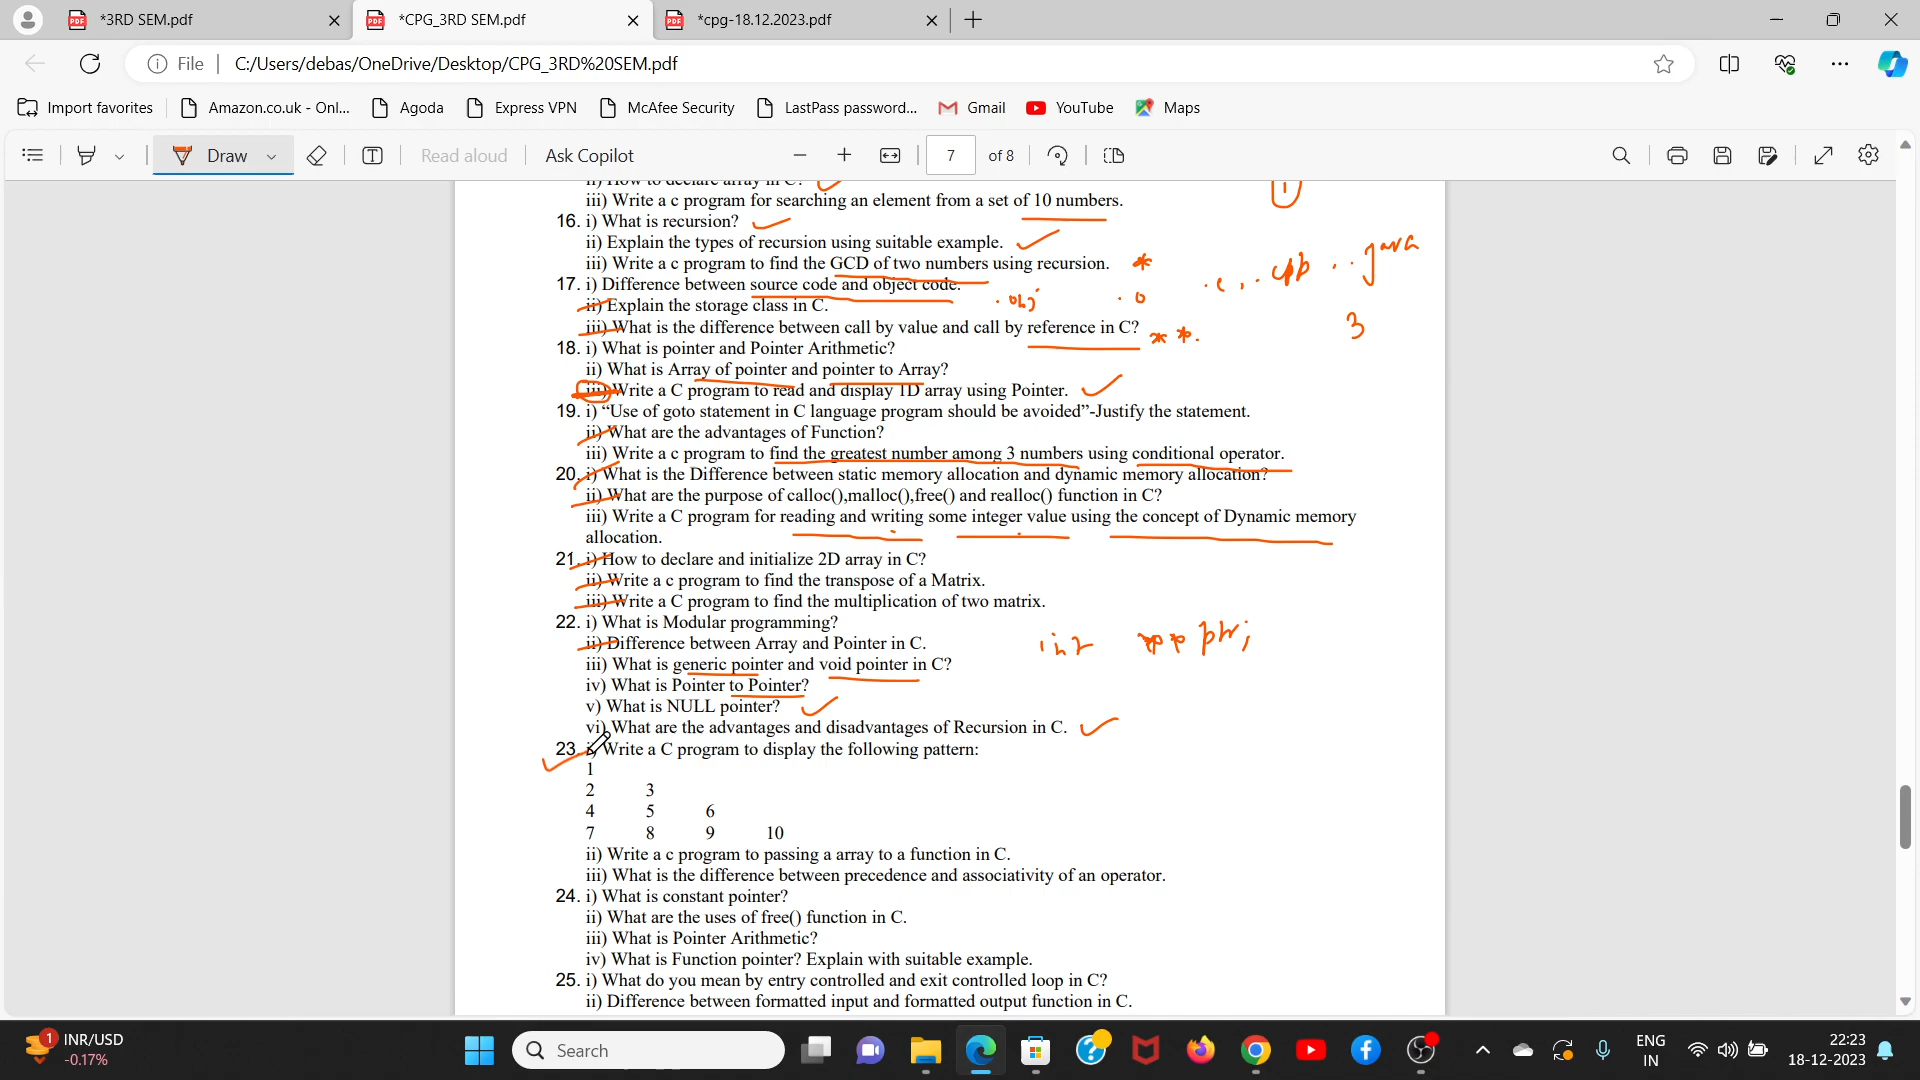 *3RD SEM.pdf
*CPG_3RD SEM.pdf
*cpg-18.12.2023.pdf
File
C:/Users/debas/OneDrive/Desktop/CPG_3RD%20SEM.pdf
Import favorites
Amazon.co.uk - Onl...
Agoda
Express VPN
McAfee Security
LastPass password...
Gmail
YouTube
Maps
Draw
Read aloud
Ask Copilot
7 of 8
ii) How to declare array in C?
iii) Write a c program for searching an element from a set of 10 numbers.
16. i) What is recursion?
ii) Explain the types of recursion using suitable example.
iii) Write a c program to find the GCD of two numbers using recursion. *
.c, .cpp .. java
17. i) Difference between source code and object code.
.obj .o
ii) Explain the storage class in C.
iii) What is the difference between call by value and call by reference in C? **.
3
18. i) What is pointer and Pointer Arithmetic?
ii) What is Array of pointer and pointer to Array?
iii) Write a C program to read and display 1D array using Pointer.
19. i) “Use of goto statement in C language program should be avoided”-Justify the statement.
ii) What are the advantages of Function?
iii) Write a c program to find the greatest number among 3 numbers using conditional operator.
20. i) What is the Difference between static memory allocation and dynamic memory allocation?
ii) What are the purpose of calloc(),malloc(),free() and realloc() function in C?
iii) Write a C program for reading and writing some integer value using the concept of Dynamic memory
allocation.
21. i) How to declare and initialize 2D array in C?
ii) Write a c program to find the transpose of a Matrix.
iii) Write a C program to find the multiplication of two matrix.
22. i) What is Modular programming?
ii) Difference between Array and Pointer in C.
int **ptr;
iii) What is generic pointer and void pointer in C?
iv) What is Pointer to Pointer?
v) What is NULL pointer?
vi) What are the advantages and disadvantages of Recursion in C.
23. i) Write a C program to display the following pattern:
1
2 3
4 5 6
7 8 9 10
ii) Write a c program to passing a array to a function in C.
iii) What is the difference between precedence and associativity of an operator.
24. i) What is constant pointer?
ii) What are the uses of free() function in C.
iii) What is Pointer Arithmetic?
iv) What is Function pointer? Explain with suitable example.
25. i) What do you mean by entry controlled and exit controlled loop in C?
ii) Difference between formatted input and formatted output function in C.
1
INR/USD
-0.17%
Search
ENG
IN
22:23
18-12-2023